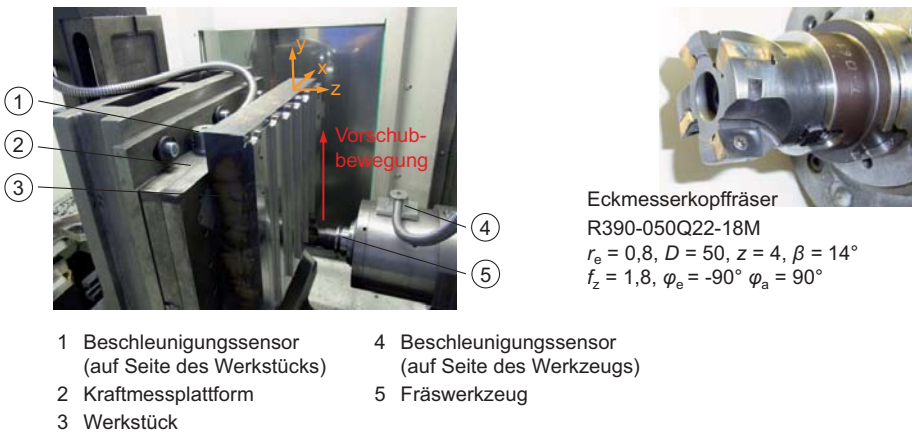 y
x
z
1
2
3
Vorschub-
bewegung
4
5
Eckmesserkopffräser
R390-050Q22-18M
rₑ = 0,8, D = 50, z = 4, β = 14°
f_z = 1,8, φₑ = -90° φₐ = 90°
1 Beschleunigungssensor
(auf Seite des Werkstücks)
2 Kraftmessplattform
3 Werkstück
4 Beschleunigungssensor
(auf Seite des Werkzeugs)
5 Fräswerkzeug